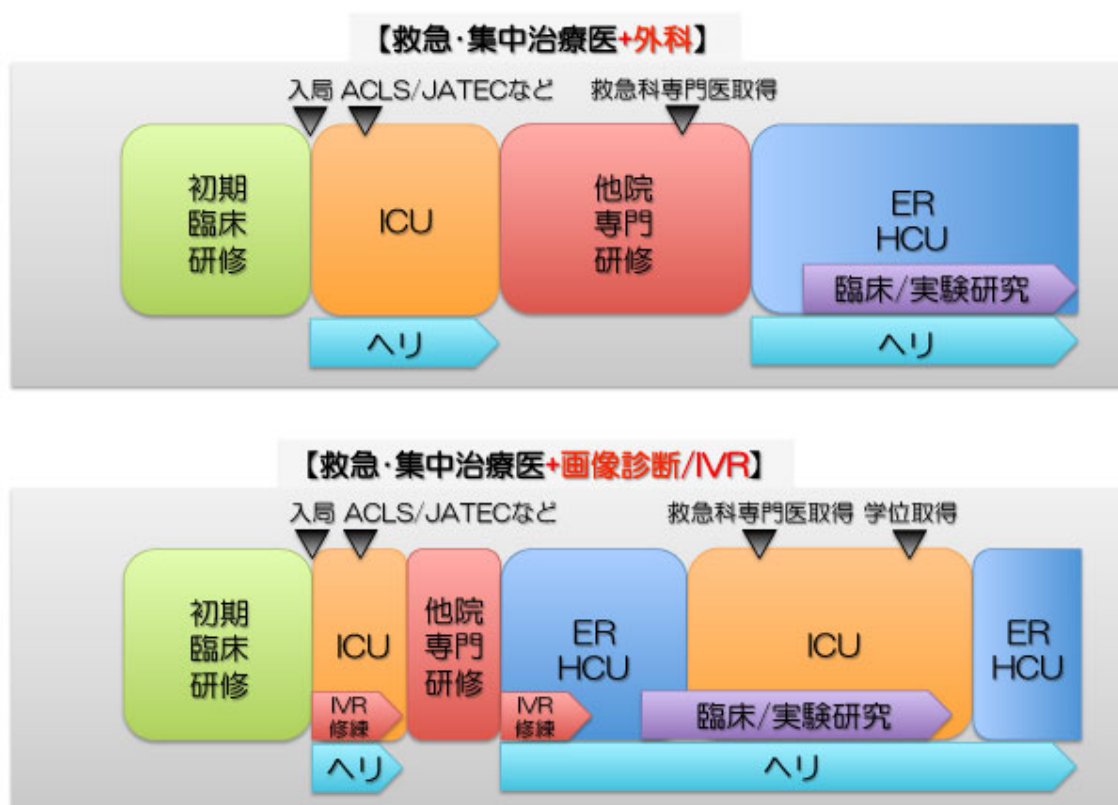 【救急・集中治療医+外科】
入局 ACLS/JATECなど
救急科専門医取得
初期
臨床
研修
ICU
他院
専門
研修
ER
HCU
臨床/実験研究
ヘリ
ヘリ
【救急・集中治療医+画像診断/IVR】
入局 ACLS/JATECなど
救急科専門医取得 学位取得
初期
臨床
研修
ICU
IVR
修練
ヘリ
他院
専門
研修
ER
HCU
IVR
修練
ICU
臨床/実験研究
ER
HCU
ヘリ